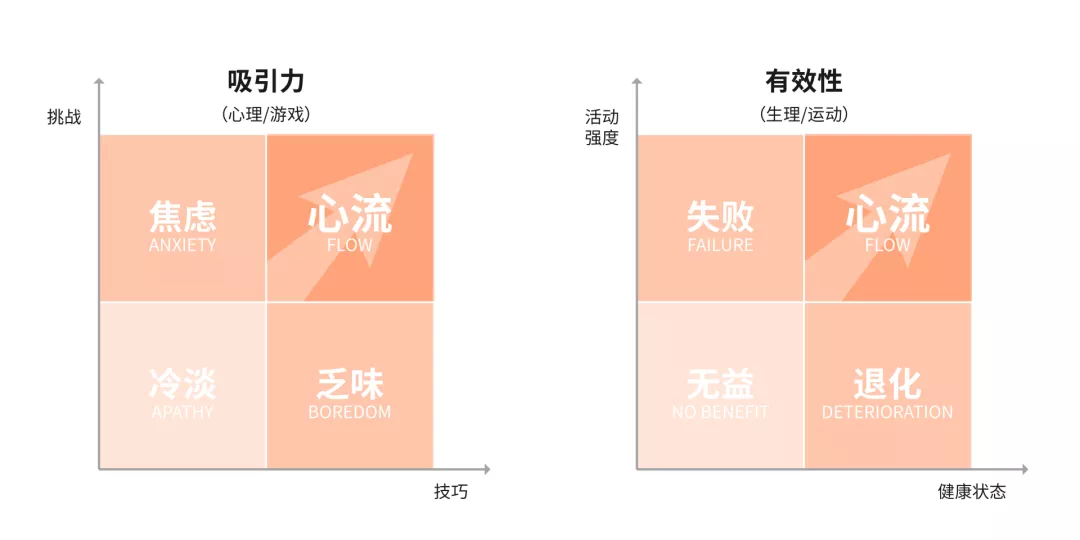 吸引力
（心理/游戏）
挑战
焦虑
ANXIETY
心流
FLOW
冷淡
APATHY
乏味
BOREDOM
技巧
有效性
（生理/运动）
活动
强度
失败
FAILURE
心流
FLOW
无益
NO BENEFIT
退化
DETERIORATION
健康状态